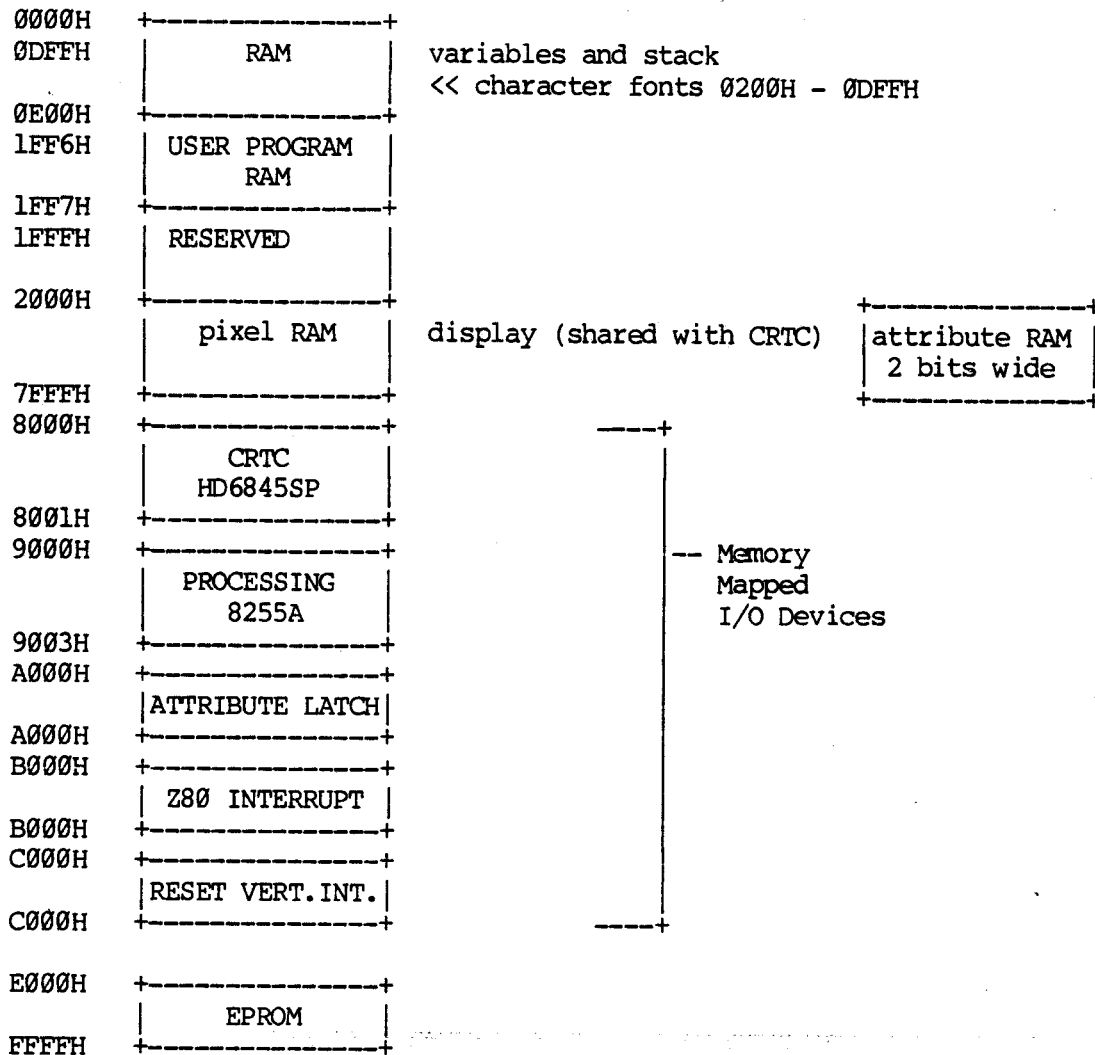 0000H
0DFFH RAM variables and stack
<< character fonts 0200H - 0DFFH
0E00H
1FF6H USER PROGRAM
RAM
1FF7H
1FFFH RESERVED
2000H
pixel RAM display (shared with CRTC) attribute RAM
2 bits wide
7FFFH
8000H
CRTC
HD6845SP
8001H
9000H -- Memory
PROCESSING Mapped
8255A I/O Devices
9003H
A000H
ATTRIBUTE LATCH
A000H
B000H
Z80 INTERRUPT
B000H
C000H
RESET VERT.INT.
C000H
E000H
EPROM
FFFFH